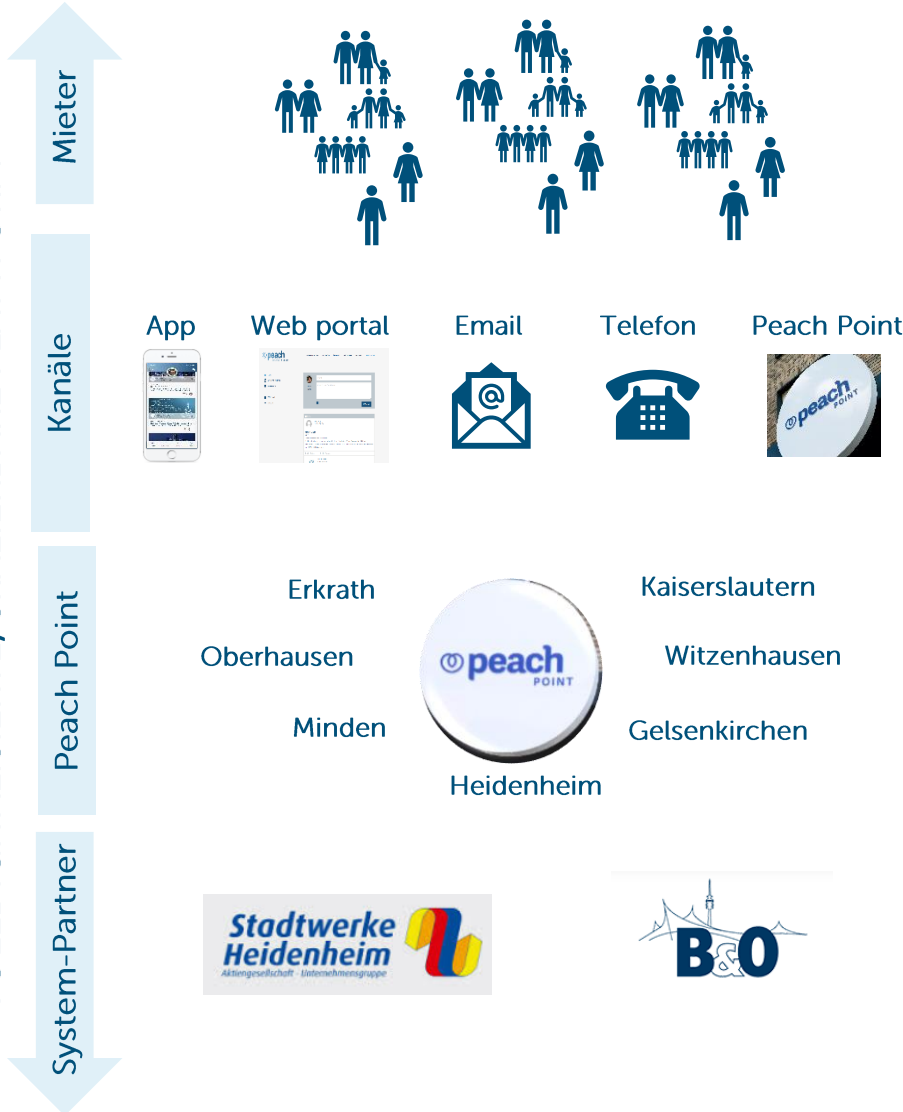 Mieter
Kanäle
App
Web portal
Email
Telefon
Peach Point
peach
peach
POINT
Peach Point
Erkrath
Kaiserslautern
Oberhausen
peach
POINT
Witzenhausen
Minden
Gelsenkirchen
Heidenheim
System-Partner
Stadtwerke
Heidenheim
Aktiengesellschaft - Unternehmensgruppe
B&O